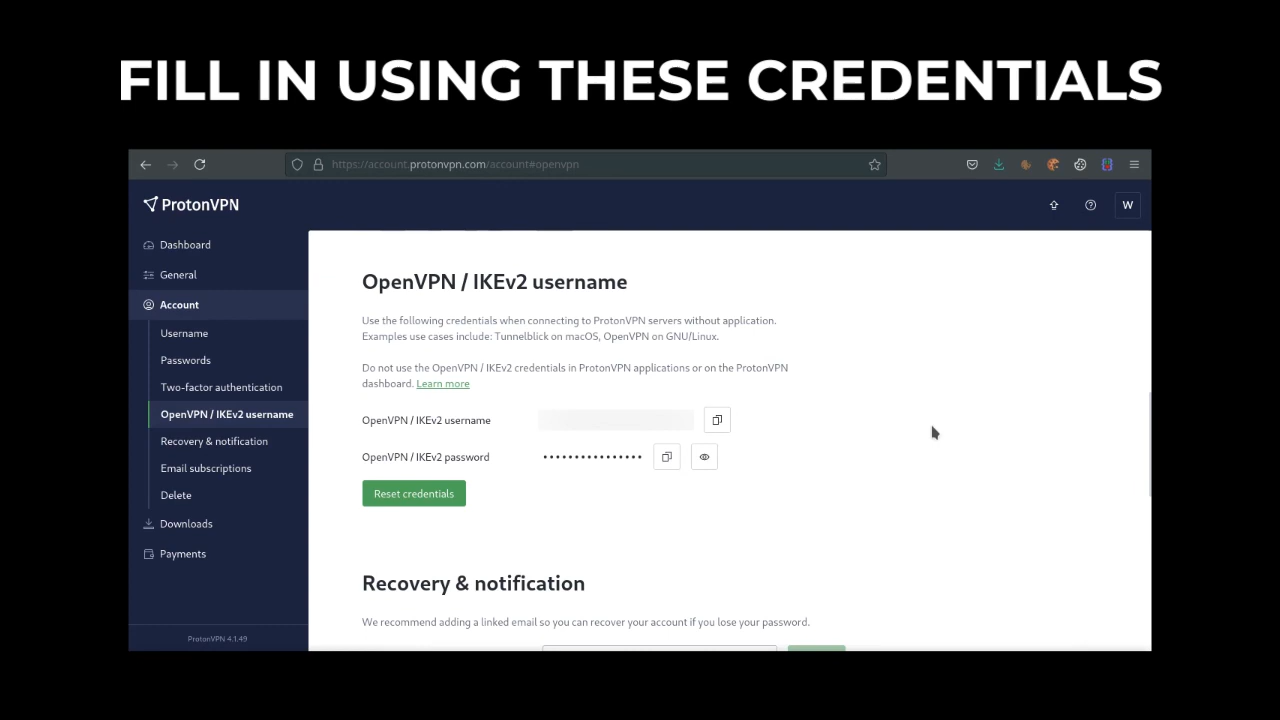 FILL IN USING THESE CREDENTIALS
https://account.protonvpn.com/account#openvpn
ProtonVPN
W
Dashboard
General
Account
Username
Passwords
Two-factor authentication
OpenVPN / IKEv2 username
Recovery & notification
Email subscriptions
Delete
Downloads
Payments
ProtonVPN 4.1.49
OpenVPN / IKEv2 username
Use the following credentials when connecting to ProtonVPN servers without application.
Examples use cases include: Tunnelblick on macOS, OpenVPN on GNU/Linux.
Do not use the OpenVPN / IKEv2 credentials in ProtonVPN applications or on the ProtonVPN
dashboard. Learn more
OpenVPN / IKEv2 username
OpenVPN / IKEv2 password ••••••••••••••••
Reset credentials
Recovery & notification
We recommend adding a linked email so you can recover your account if you lose your password.